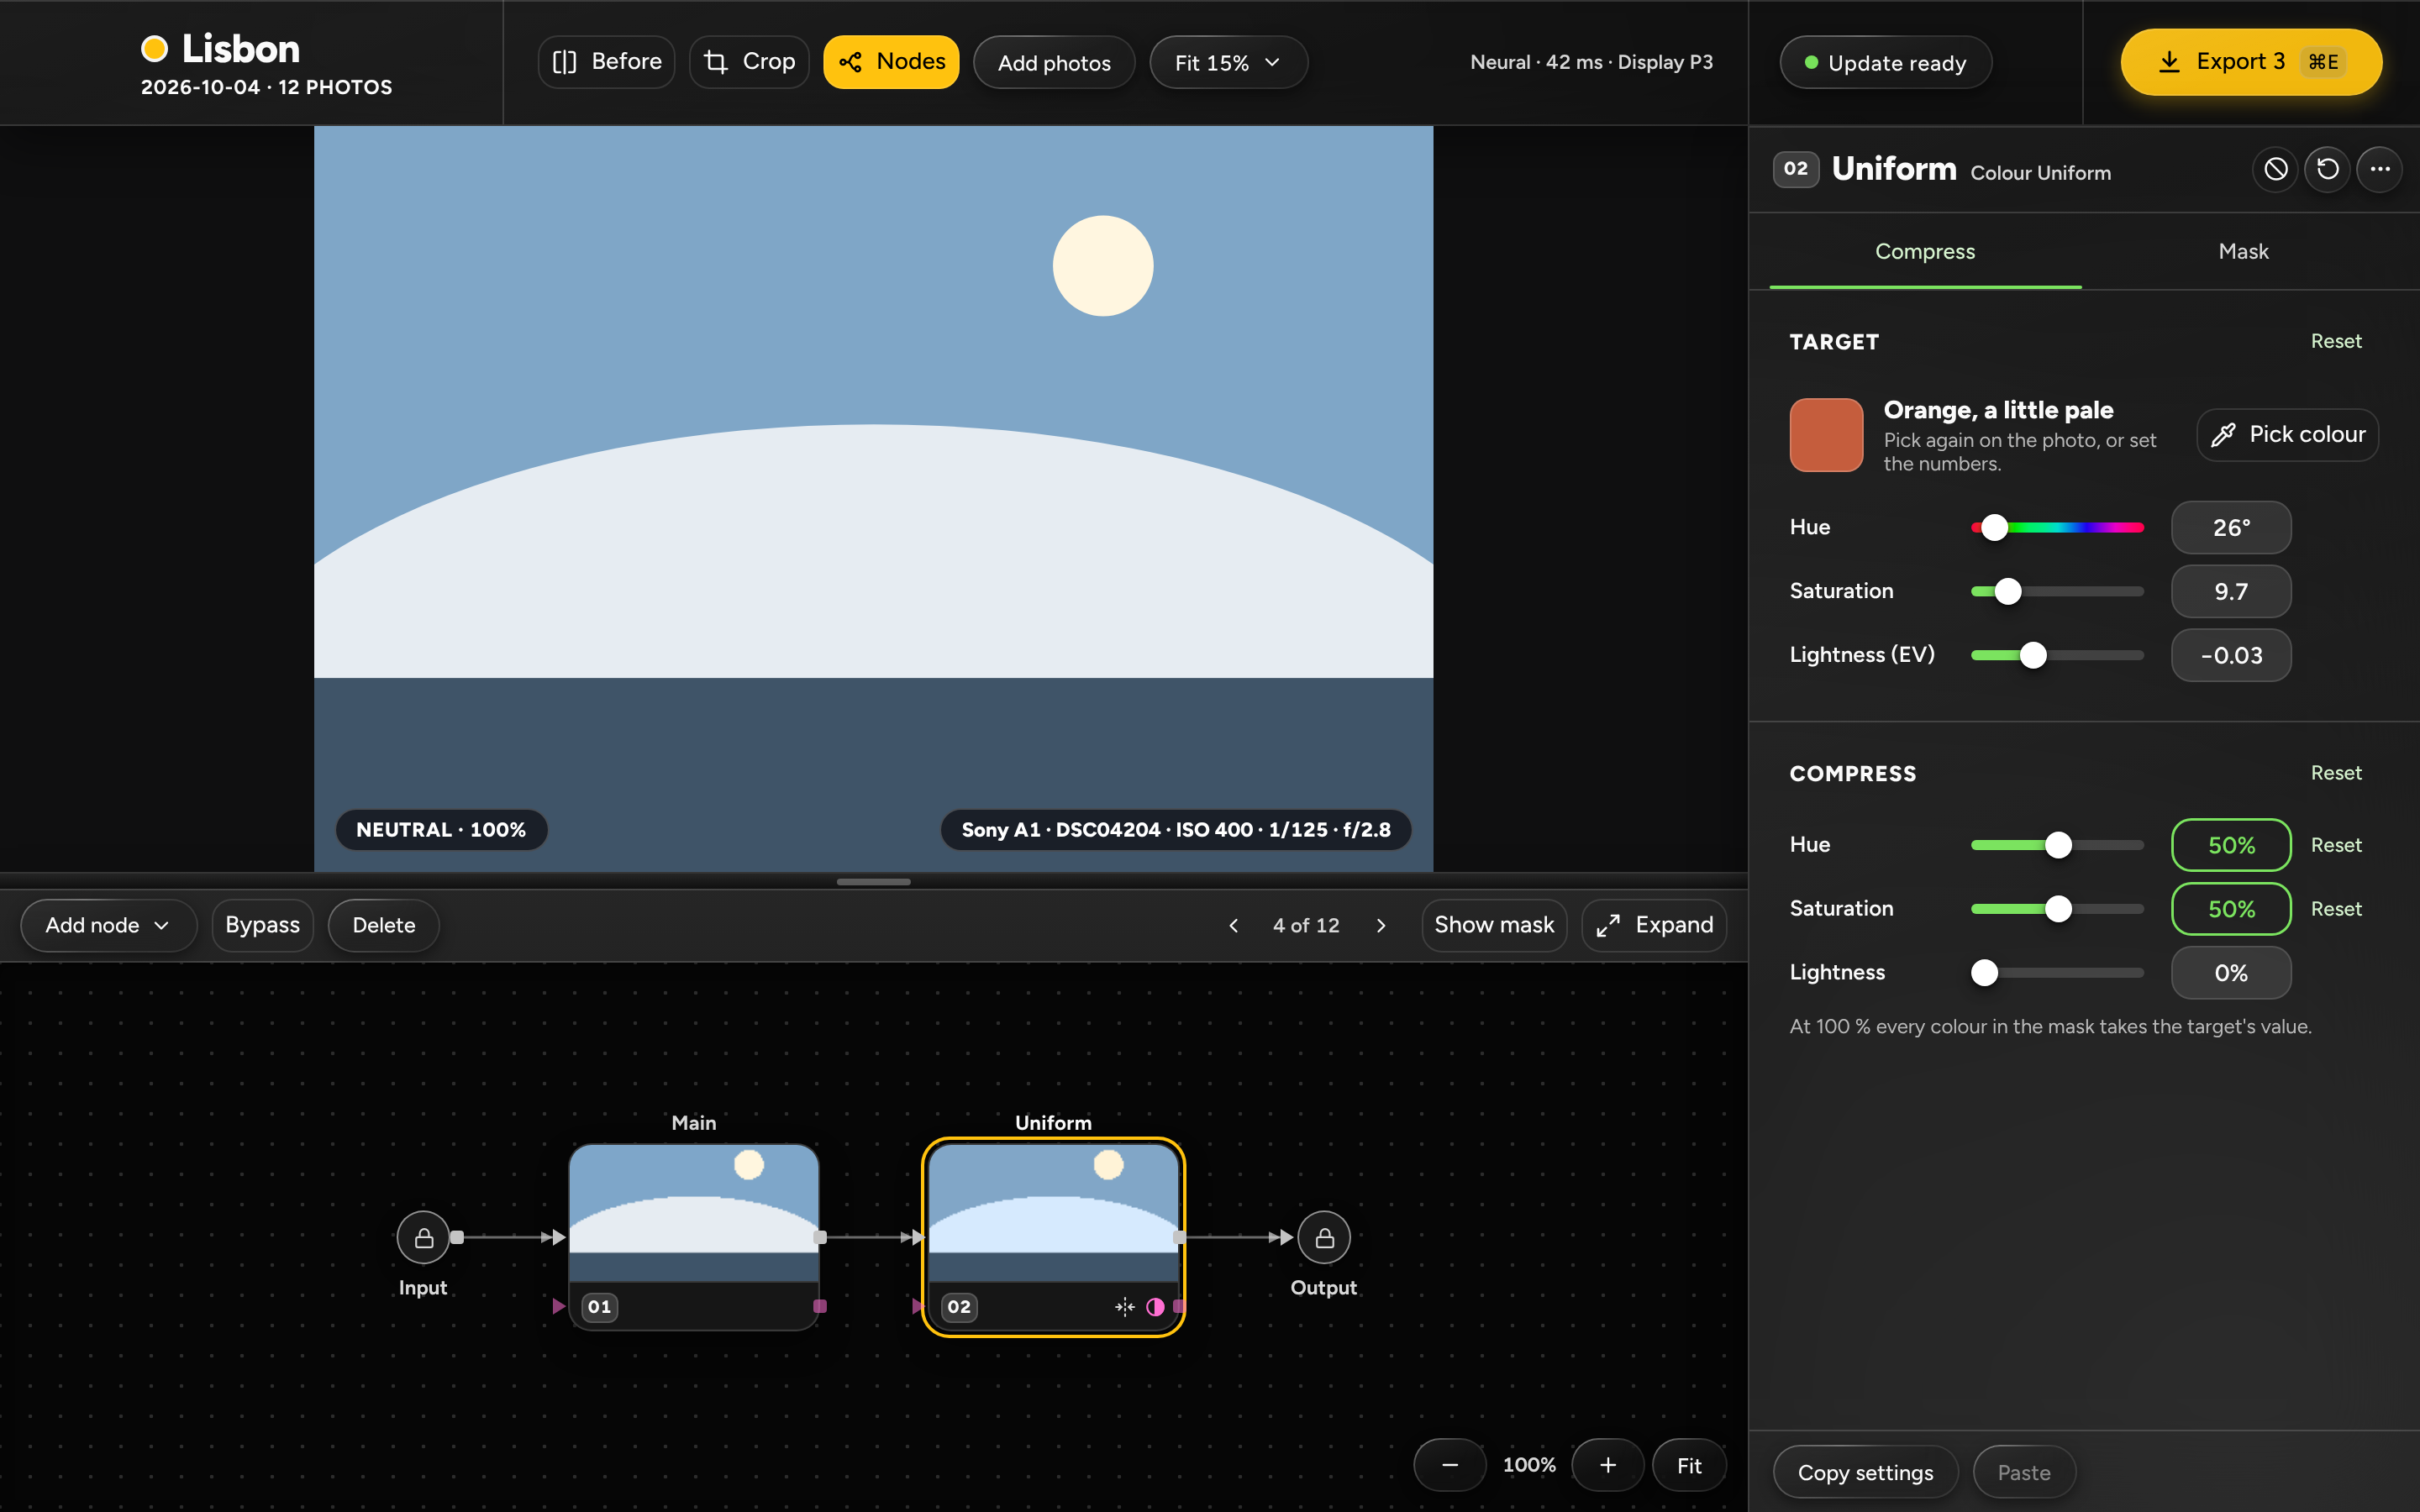 Lisbon
2026-10-04 · 12 PHOTOS
Before
Crop
Nodes
Add photos
Fit 15%
Neural · 42 ms · Display P3
Update ready
Export 3 ⌘E
02 Uniform Colour Uniform
Compress
Mask
TARGET
Reset
Orange, a little pale
Pick again on the photo, or set
the numbers.
Pick colour
Hue 26°
Saturation 9.7
Lightness (EV) −0.03
COMPRESS
Reset
Hue 50% Reset
Saturation 50% Reset
Lightness 0%
At 100 % every colour in the mask takes the target's value.
NEUTRAL · 100%
Sony A1 · DSC04204 · ISO 400 · 1/125 · f/2.8
Add node
Bypass
Delete
4 of 12
Show mask
Expand
Main
Uniform
Input
01
02
Output
− 100% +
Fit
Copy settings
Paste